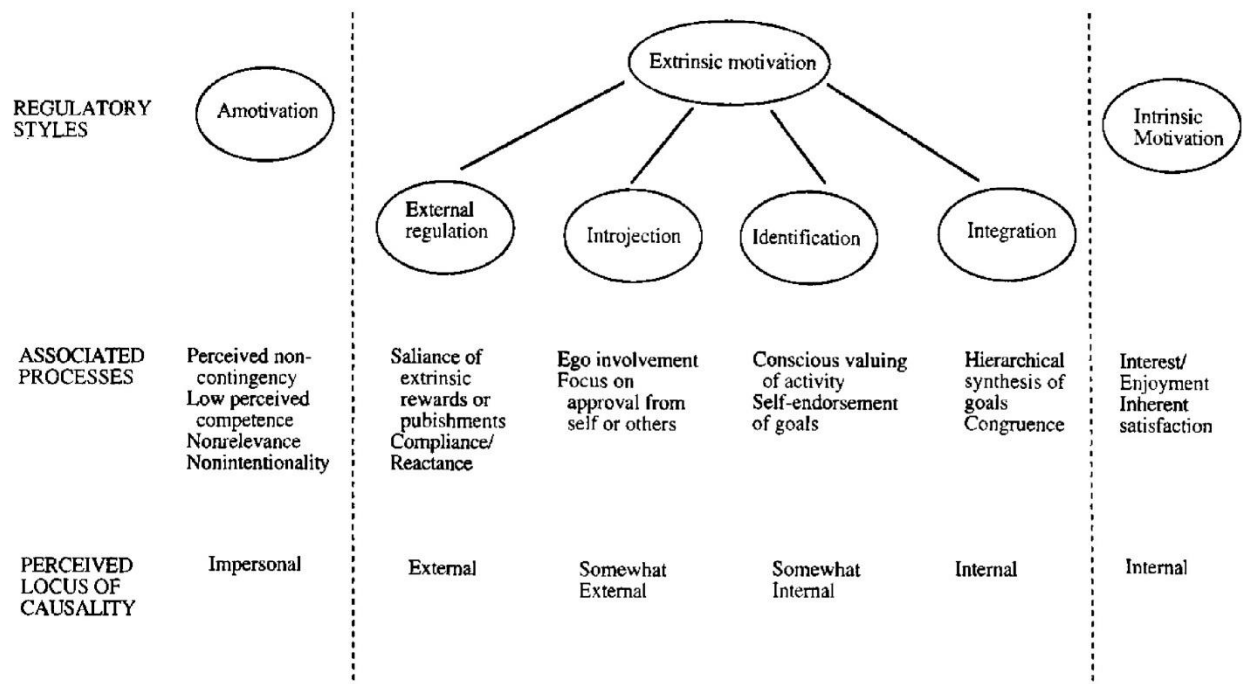 Extrinsic motivation
REGULATORY
STYLES
Amotivation
Intrinsic
Motivation
External
regulation
Introjection
Identification
Integration
ASSOCIATED
PROCESSES
Perceived non-
contingency
Low perceived
competence
Nonrelevance
Nonintentionality
Saliance of
extrinsic
rewards or
pubishments
Compliance/
Reactance
Ego involvement
Focus on
approval from
self or others
Conscious valuing
of activity
Self-endorsement
of goals
Hierarchical
synthesis of
goals
Congruence
Interest/
Enjoyment
Inherent
satisfaction
PERCEIVED
LOCUS OF
CAUSALITY
Impersonal
External
Somewhat
External
Somewhat
Internal
Internal
Internal